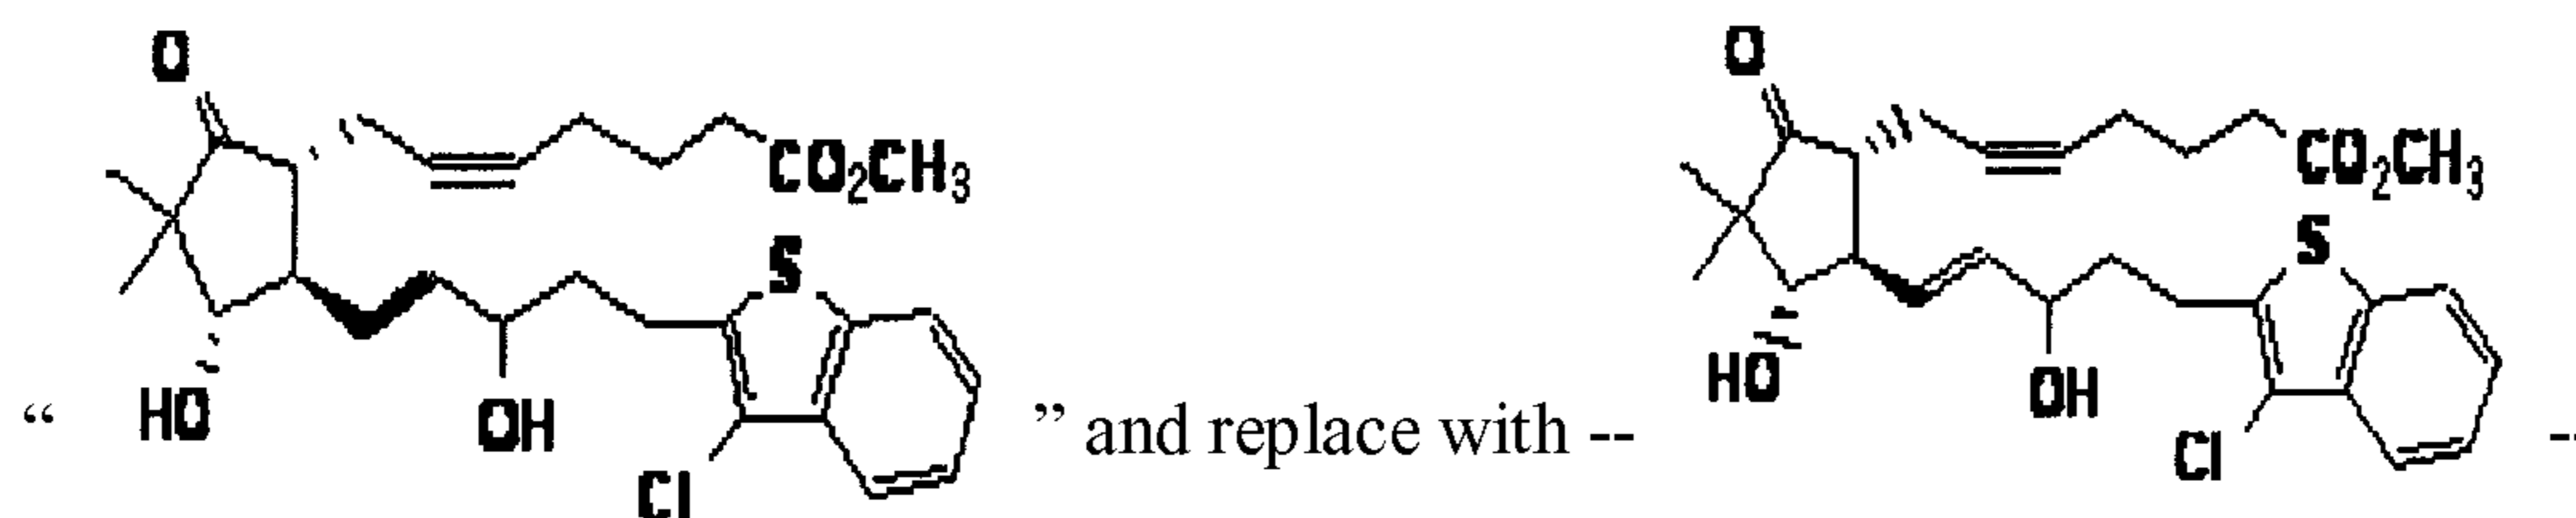 O O
CO₂CH₃ CO₂CH₃
S S
“ HO OH Cl ” and replace with -- HO OH Cl --